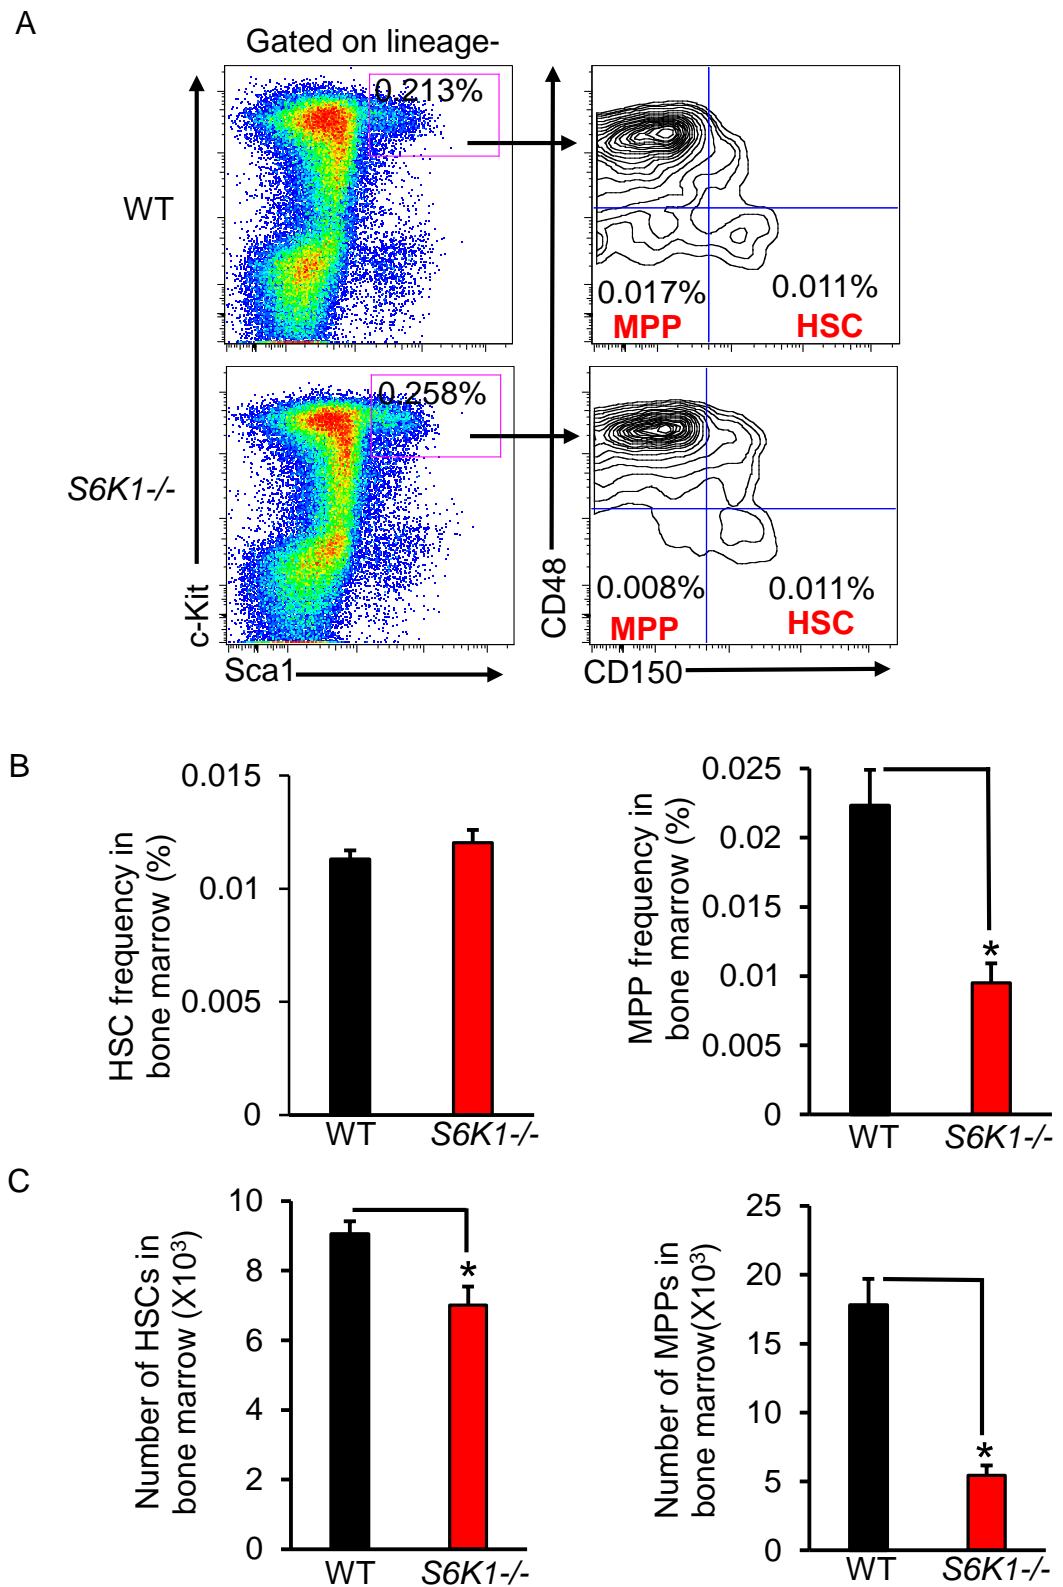 A
Gated on lineage-
0.213%
WT
0.017%
0.011%
MPP
HSC
0.258%
S6K1-/-
0.008%
0.011%
MPP
HSC
c-Kit
CD48
Sca1
CD150
B
0.015
0.01
0.005
0
HSC frequency in
bone marrow (%)
WT
S6K1-/-
0.025
0.02
0.015
0.01
0.005
0
MPP frequency in
bone marrow (%)
*
WT
S6K1-/-
C
10
8
6
4
2
0
Number of HSCs in
bone marrow (X10³)
*
WT
S6K1-/-
25
20
15
10
5
0
Number of MPPs in
bone marrow(X10³)
*
WT
S6K1-/-